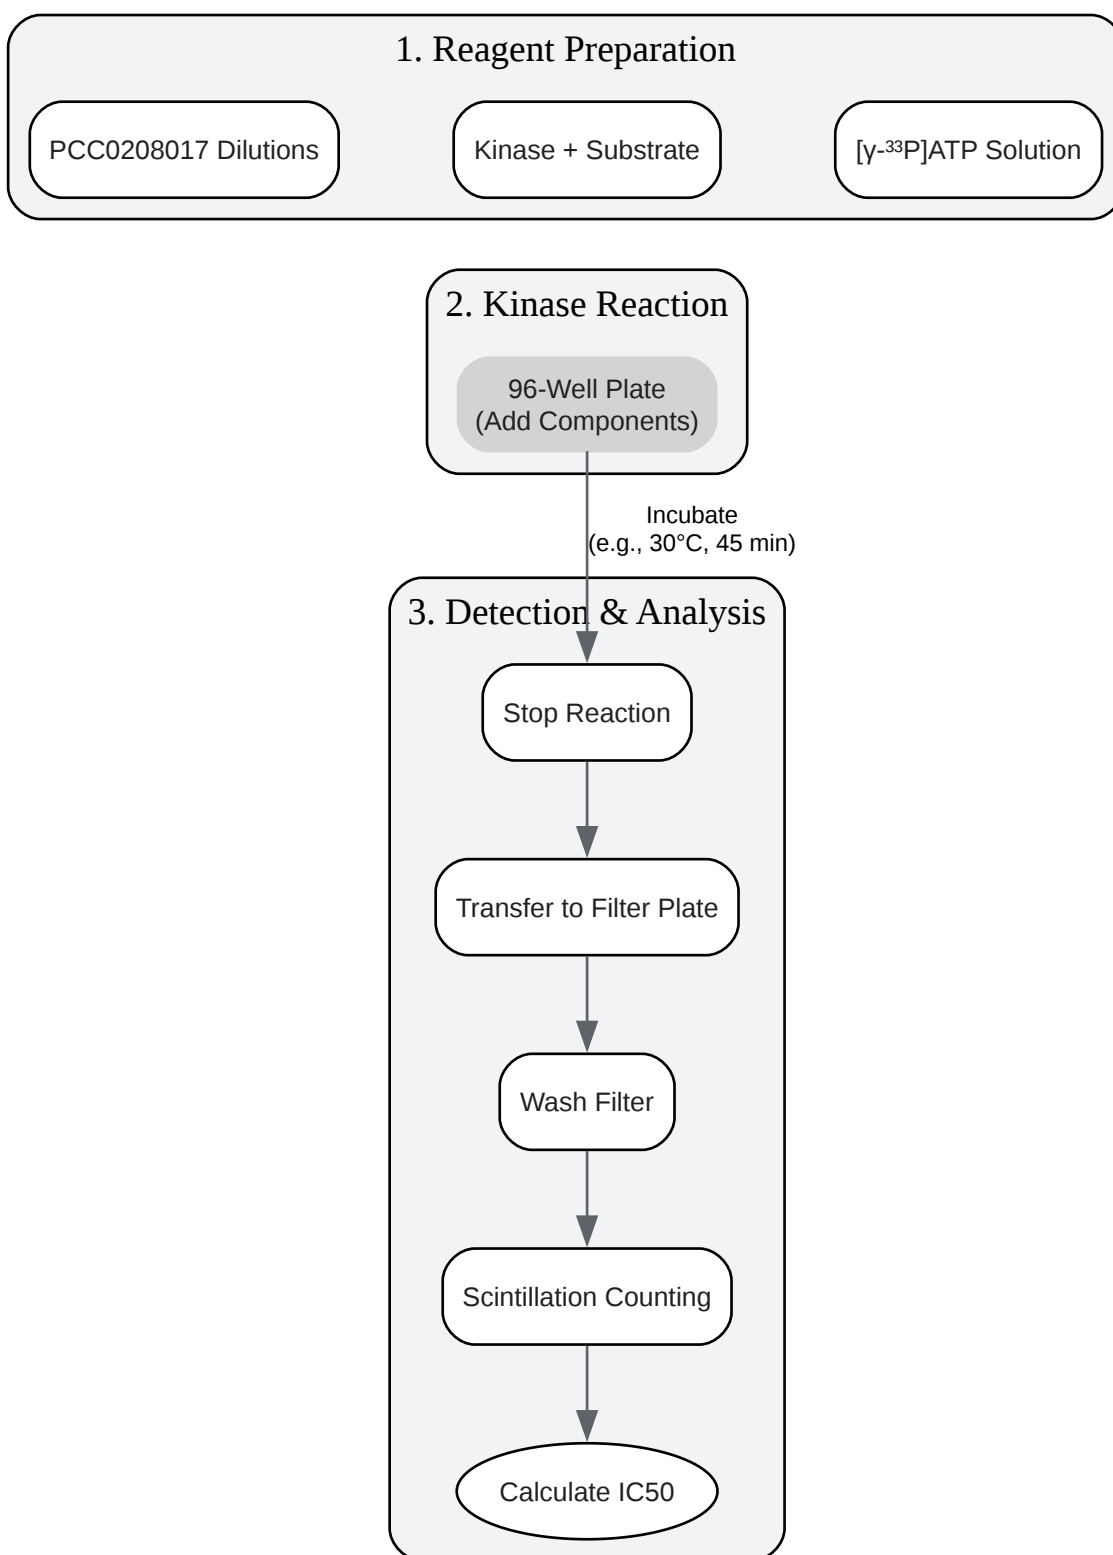 1. Reagent Preparation
PCC0208017 Dilutions
Kinase + Substrate
[γ-³³P]ATP Solution
2. Kinase Reaction
96-Well Plate
(Add Components)
Incubate
(e.g., 30°C, 45 min)
3. Detection & Analysis
Stop Reaction
Transfer to Filter Plate
Wash Filter
Scintillation Counting
Calculate IC50